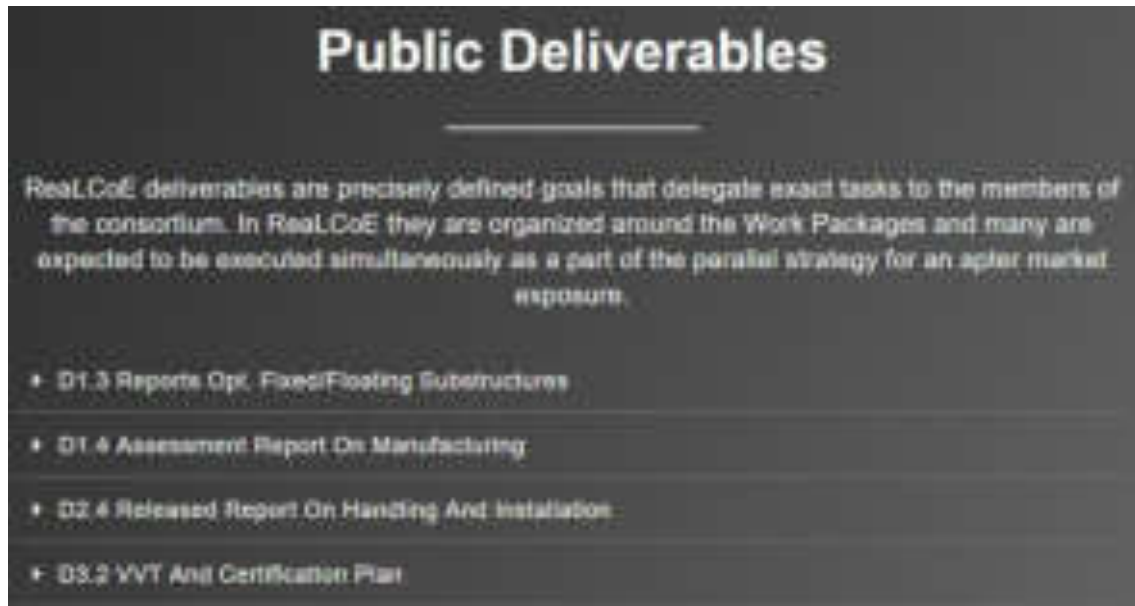 Public Deliverables
ReaLCoE deliverables are precisely defined goals that delegate exact tasks to the members of
the consortium. In ReaLCoE they are organized around the Work Packages and many are
expected to be executed simultaneously as a part of the parallel strategy for an apter market
exposure.
D1.3 Reports Opt. Fixed/Floating Substructures
D1.4 Assessment Report On Manufacturing
D2.4 Released Report On Handling And Installation
D3.2 VVT And Certification Plan